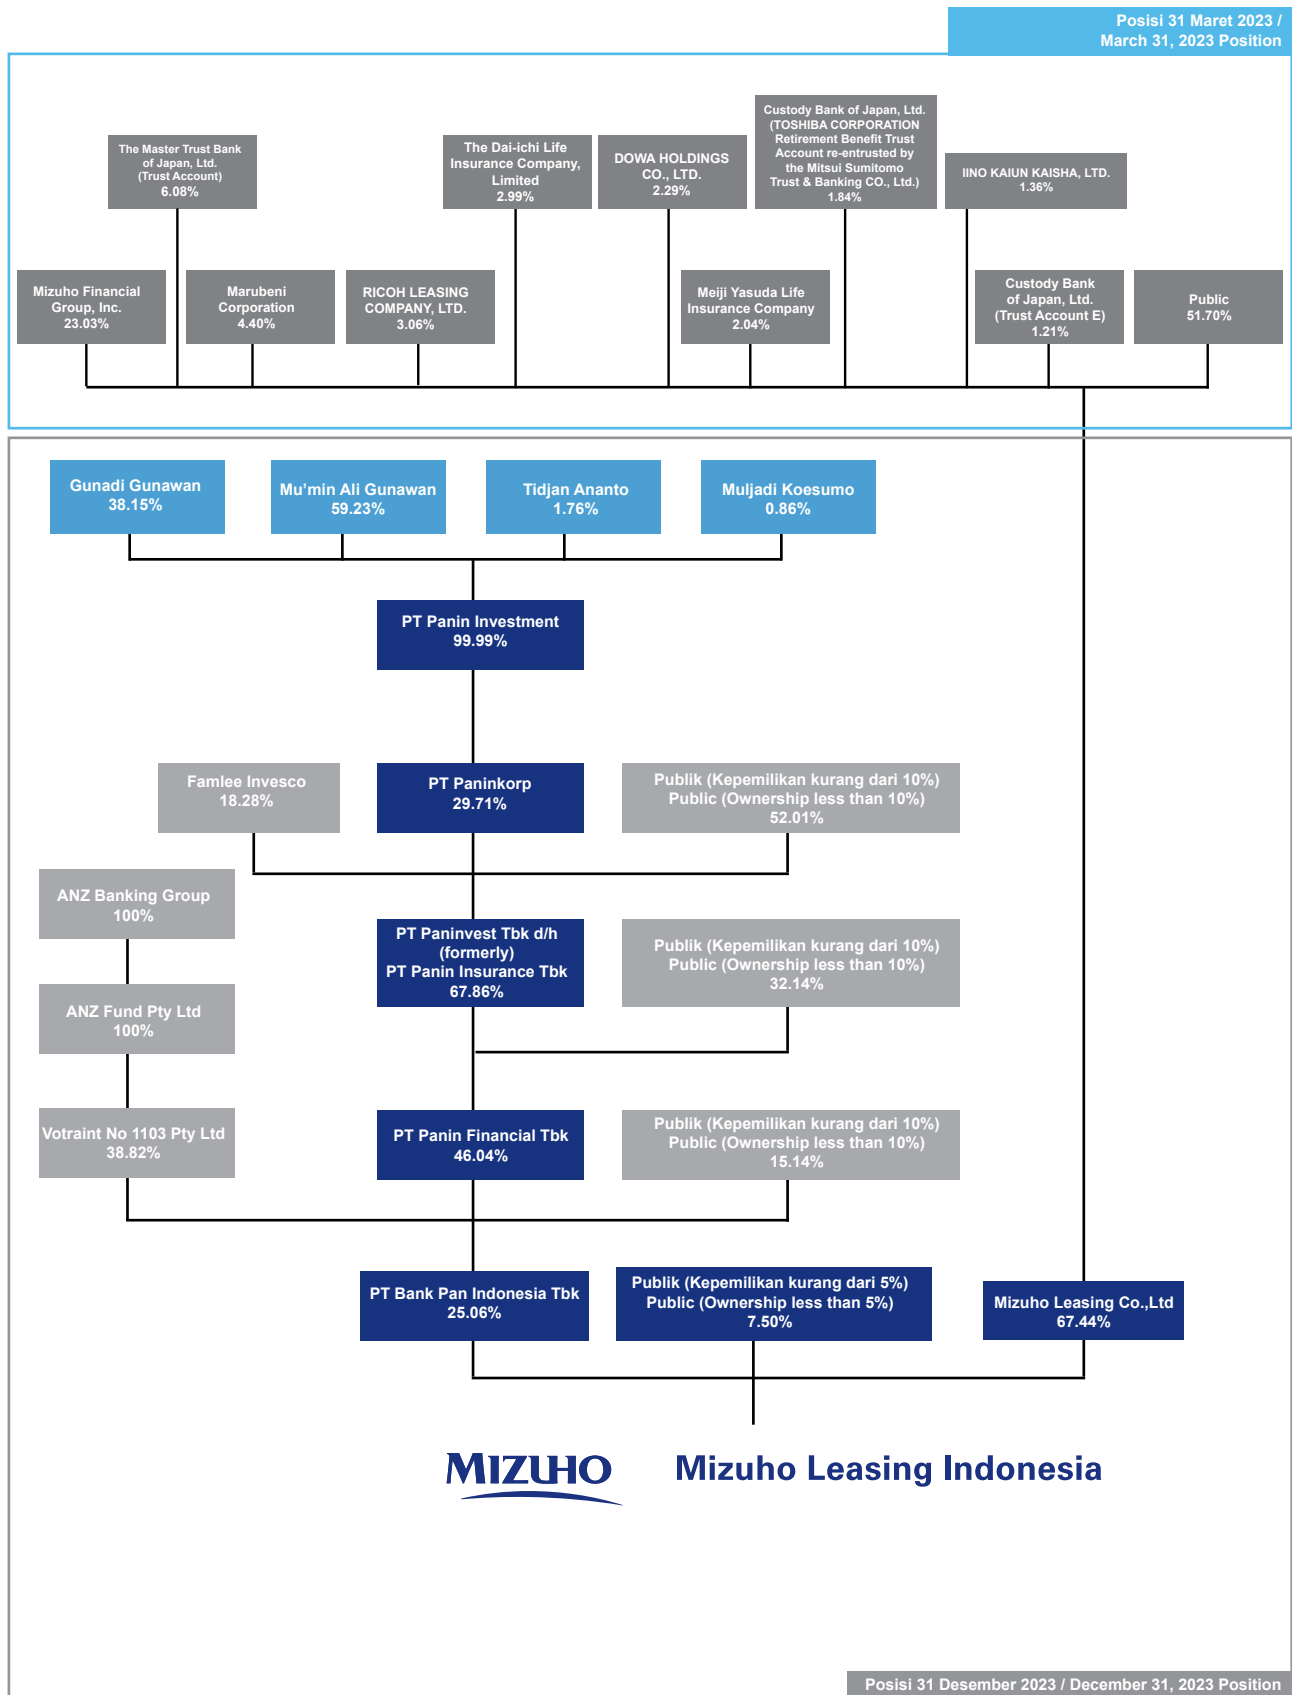 Posisi 31 Maret 2023 /
March 31, 2023 Position
The Master Trust Bank
of Japan, Ltd.
(Trust Account)
6.08%
The Dai-ichi Life
Insurance Company,
Limited
2.99%
DOWA HOLDINGS
CO., LTD.
2.29%
Custody Bank of Japan, Ltd.
(TOSHIBA CORPORATION
Retirement Benefit Trust
Account re-entrusted by
the Mitsui Sumitomo
Trust & Banking CO., Ltd.)
1.84%
IINO KAIUN KAISHA, LTD.
1.36%
Mizuho Financial
Group, Inc.
23.03%
Marubeni
Corporation
4.40%
RICOH LEASING
COMPANY, LTD.
3.06%
Meiji Yasuda Life
Insurance Company
2.04%
Custody Bank
of Japan, Ltd.
(Trust Account E)
1.21%
Public
51.70%
Gunadi Gunawan
38.15%
Mu’min Ali Gunawan
59.23%
Tidjan Ananto
1.76%
Muljadi Koesumo
0.86%
PT Panin Investment
99.99%
Famlee Invesco
18.28%
PT Paninkorp
29.71%
Publik (Kepemilikan kurang dari 10%)
Public (Ownership less than 10%)
52.01%
ANZ Banking Group
100%
PT Paninvest Tbk d/h
(formerly)
PT Panin Insurance Tbk
67.86%
Publik (Kepemilikan kurang dari 10%)
Public (Ownership less than 10%)
32.14%
ANZ Fund Pty Ltd
100%
Votraint No 1103 Pty Ltd
38.82%
PT Panin Financial Tbk
46.04%
Publik (Kepemilikan kurang dari 10%)
Public (Ownership less than 10%)
15.14%
PT Bank Pan Indonesia Tbk
25.06%
Publik (Kepemilikan kurang dari 5%)
Public (Ownership less than 5%)
7.50%
Mizuho Leasing Co.,Ltd
67.44%
MIZUHO Mizuho Leasing Indonesia
Posisi 31 Desember 2023 / December 31, 2023 Position